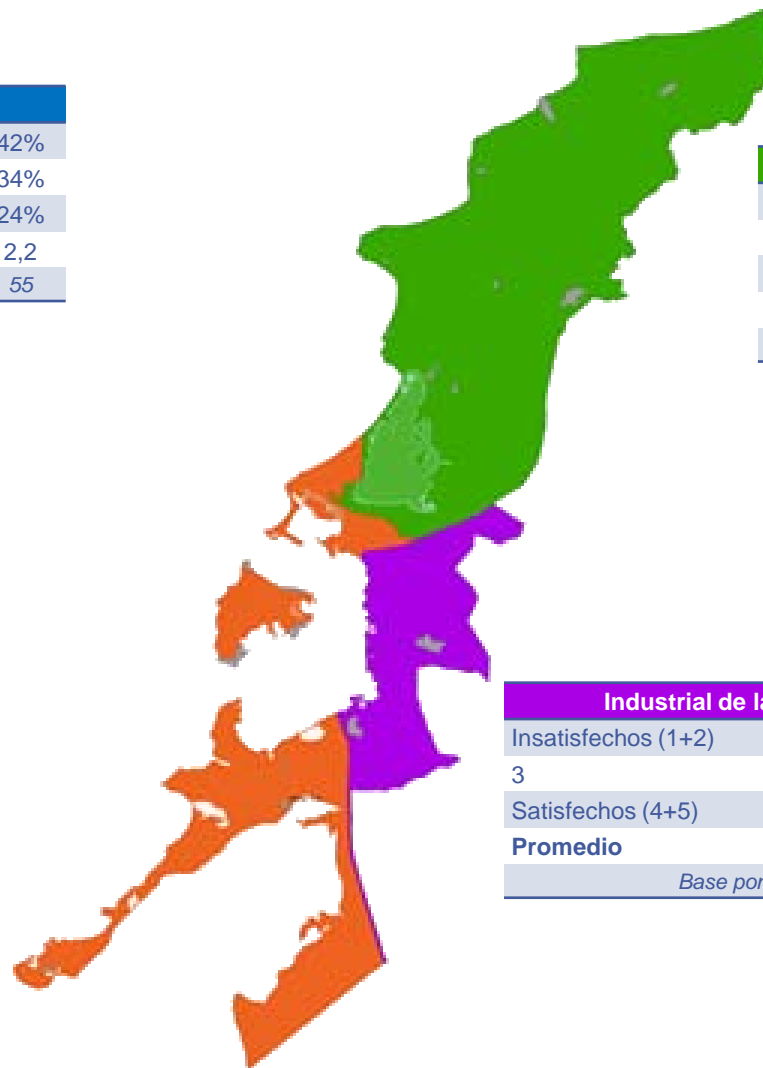 42%
34%
24%
2,2
55
Industrial de la
Insatisfechos (1+2)
3
Satisfechos (4+5)
Promedio
Base por